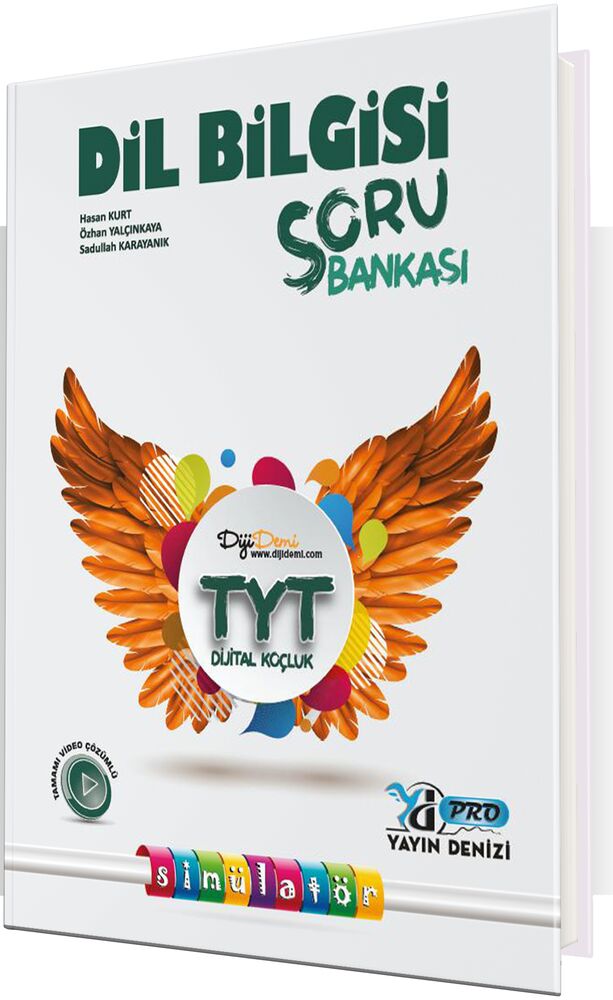 DİL BİLGİSİ
Hasan KURT
Özhan YALÇINKAYA
Sadullah KARAYANIK
SORU
BANKASI
DijiDemi
www.dijidemi.com
TYT
DİJİTAL KOÇLUK
TAMAMI VİDEO ÇÖZÜMLÜ
yd PRO
YAYIN DENİZİ
simülatör